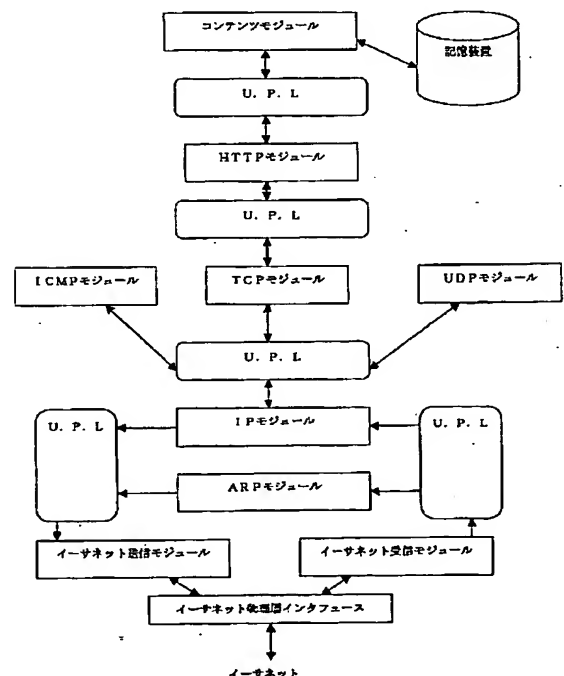 コンテンツモジュール
記憶装置
U. P. L
HTTPモジュール
U. P. L
ICMPモジュール
TCPモジュール
UDPモジュール
U. P. L
U. P. L
IPモジュール
U. P. L
ARPモジュール
イーサネット送信モジュール
イーサネット受信モジュール
イーサネット物理層インタフェース
イーサネット